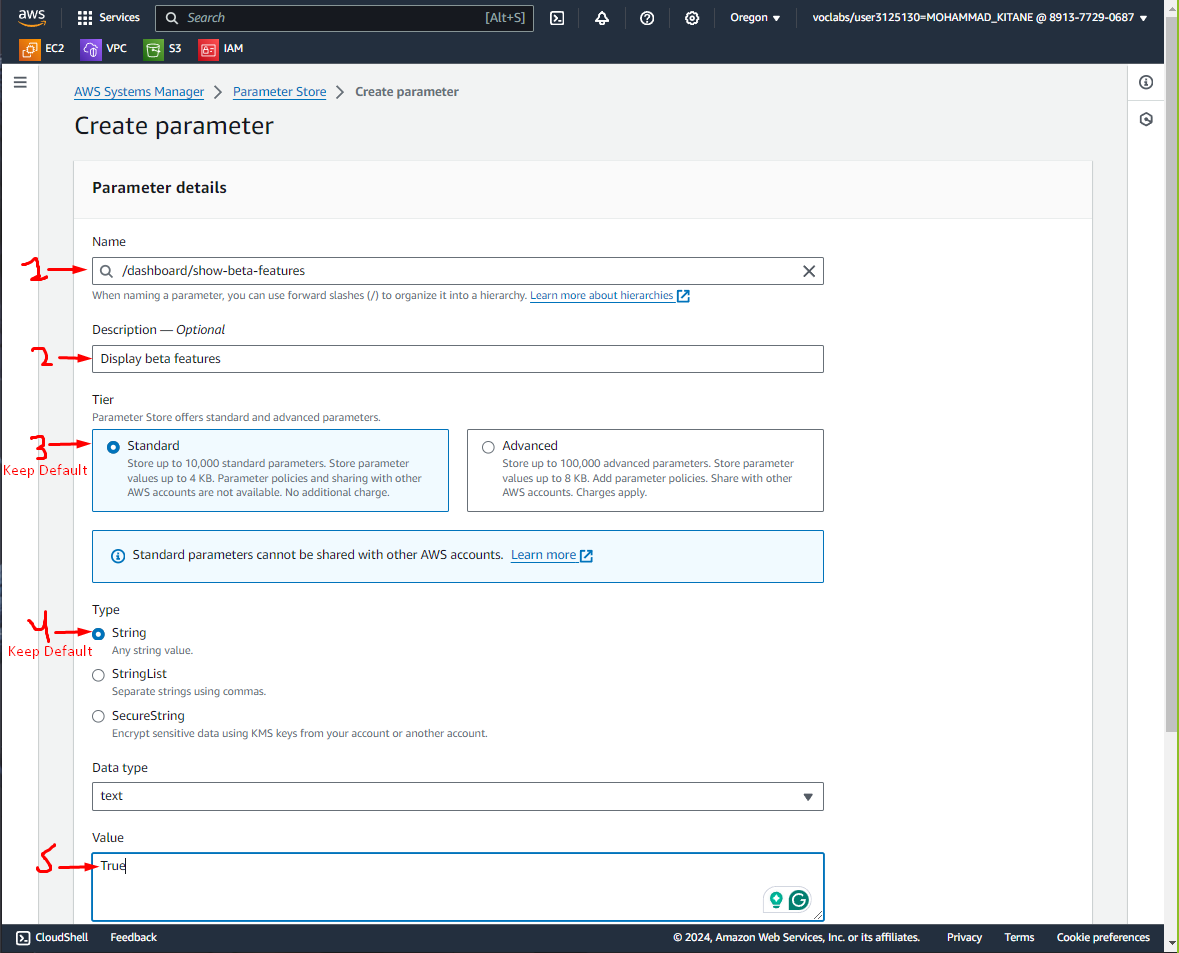 aws Services Search [Alt+S] Oregon voclabs/user3125130=MOHAMMAD_KITANE @ 8913-7729-0687
EC2 VPC S3 IAM
AWS Systems Manager Parameter Store Create parameter
Create parameter
Parameter details
Name
1 /dashboard/show-beta-features
When naming a parameter, you can use forward slashes (/) to organize it into a hierarchy. Learn more about hierarchies
Description — Optional
2 Display beta features
Tier
Parameter Store offers standard and advanced parameters.
3
Keep Default
Standard
Store up to 10,000 standard parameters. Store parameter
values up to 4 KB. Parameter policies and sharing with other
AWS accounts are not available. No additional charge.
Advanced
Store up to 100,000 advanced parameters. Store parameter
values up to 8 KB. Add parameter policies. Share with other
AWS accounts. Charges apply.
Standard parameters cannot be shared with other AWS accounts. Learn more
Type
4 String
Keep Default Any string value.
StringList
Separate strings using commas.
SecureString
Encrypt sensitive data using KMS keys from your account or another account.
Data type
text
Value
5 True
CloudShell Feedback © 2024, Amazon Web Services, Inc. or its affiliates. Privacy Terms Cookie preferences